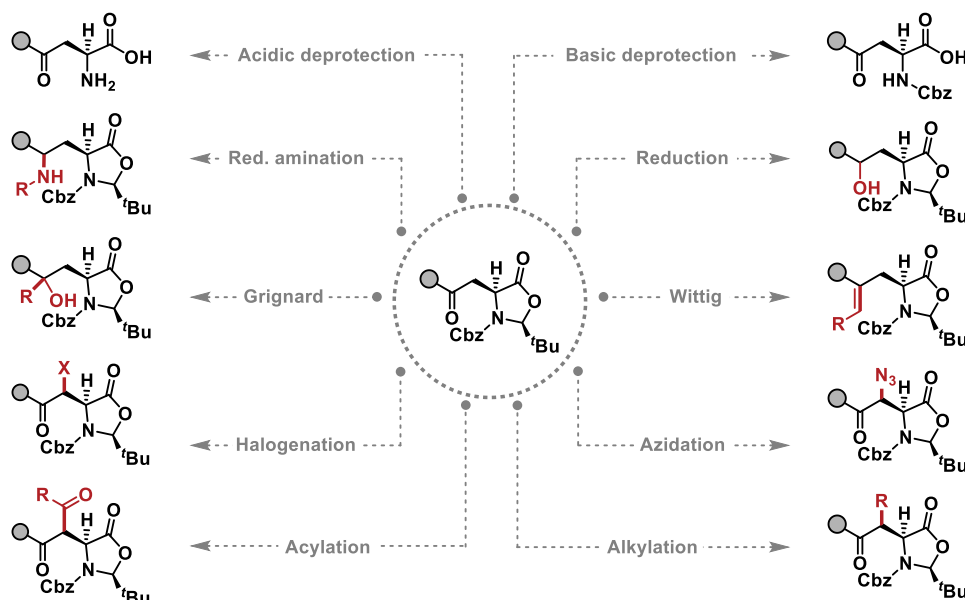 O
H
OH
O
NH2
Acidic deprotection
Basic deprotection
O
H
OH
O
HN
Cbz
H
O
O
NH
R
N
Cbz
tBu
Red. amination
Reduction
H
O
O
OH
N
Cbz
tBu
H
O
O
R
OH
N
Cbz
tBu
Grignard
H
O
O
O
N
Cbz
tBu
Wittig
H
O
O
R
N
Cbz
tBu
X
H
O
O
O
N
Cbz
tBu
Halogenation
Azidation
N3
H
O
O
O
N
Cbz
tBu
R
O
H
O
O
O
N
Cbz
tBu
Acylation
Alkylation
R
H
O
O
O
N
Cbz
tBu